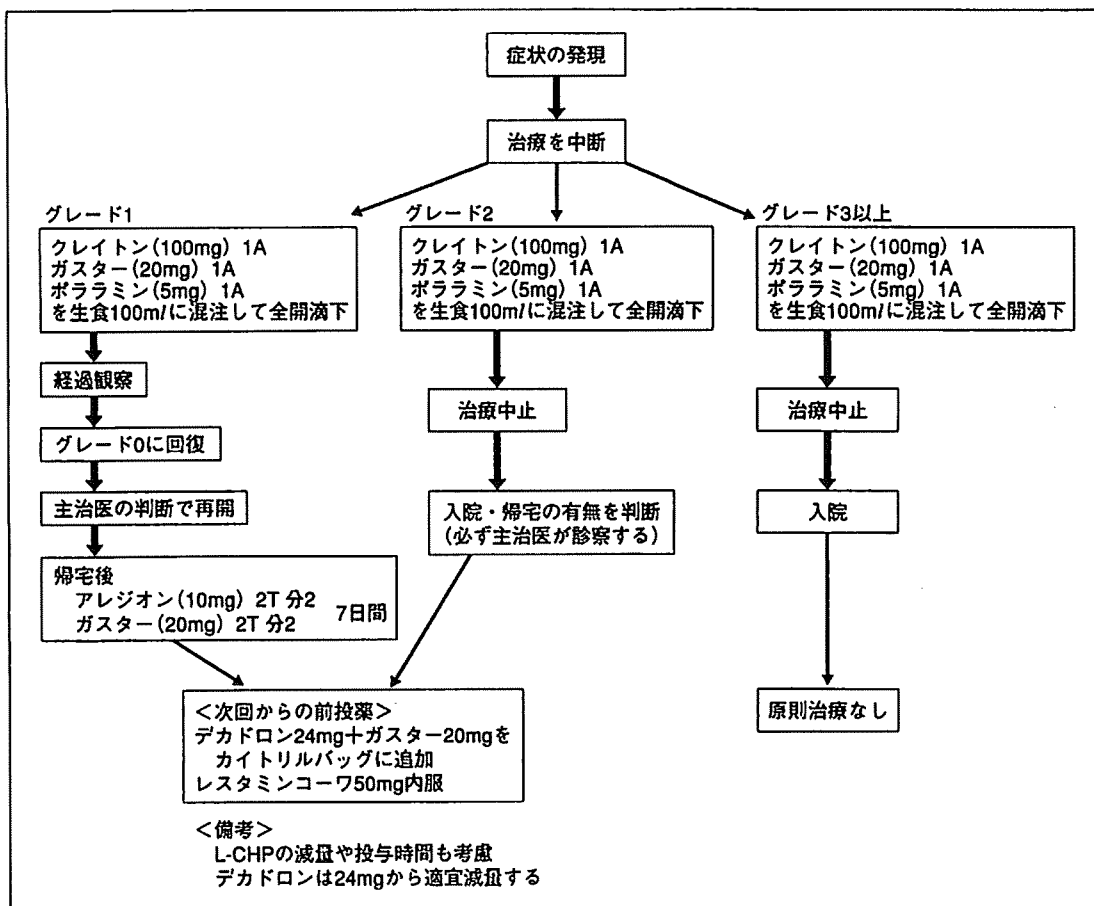 症状の発現
治療を中断
グレード1
クレイトン(100mg) 1A
ガスター(20mg) 1A
ポララミン(5mg) 1A
を生食100mlに混注して全開滴下
経過観察
グレード0に回復
主治医の判断で再開
帰宅後
アレジオン(10mg) 2T 分2
ガスター(20mg) 2T 分2
7日間
グレード2
クレイトン(100mg) 1A
ガスター(20mg) 1A
ポララミン(5mg) 1A
を生食100mlに混注して全開滴下
治療中止
入院・帰宅の有無を判断
(必ず主治医が診察する)
グレード3以上
クレイトン(100mg) 1A
ガスター(20mg) 1A
ポララミン(5mg) 1A
を生食100mlに混注して全開滴下
治療中止
入院
原則治療なし
<次回からの前投薬>
デカドロン24mg+ガスター20mgを
カイトリルバッグに追加
レスタミンコーワ50mg内服
<備考>
L-CHPの減量や投与時間も考慮
デカドロンは24mgから適宜減量する